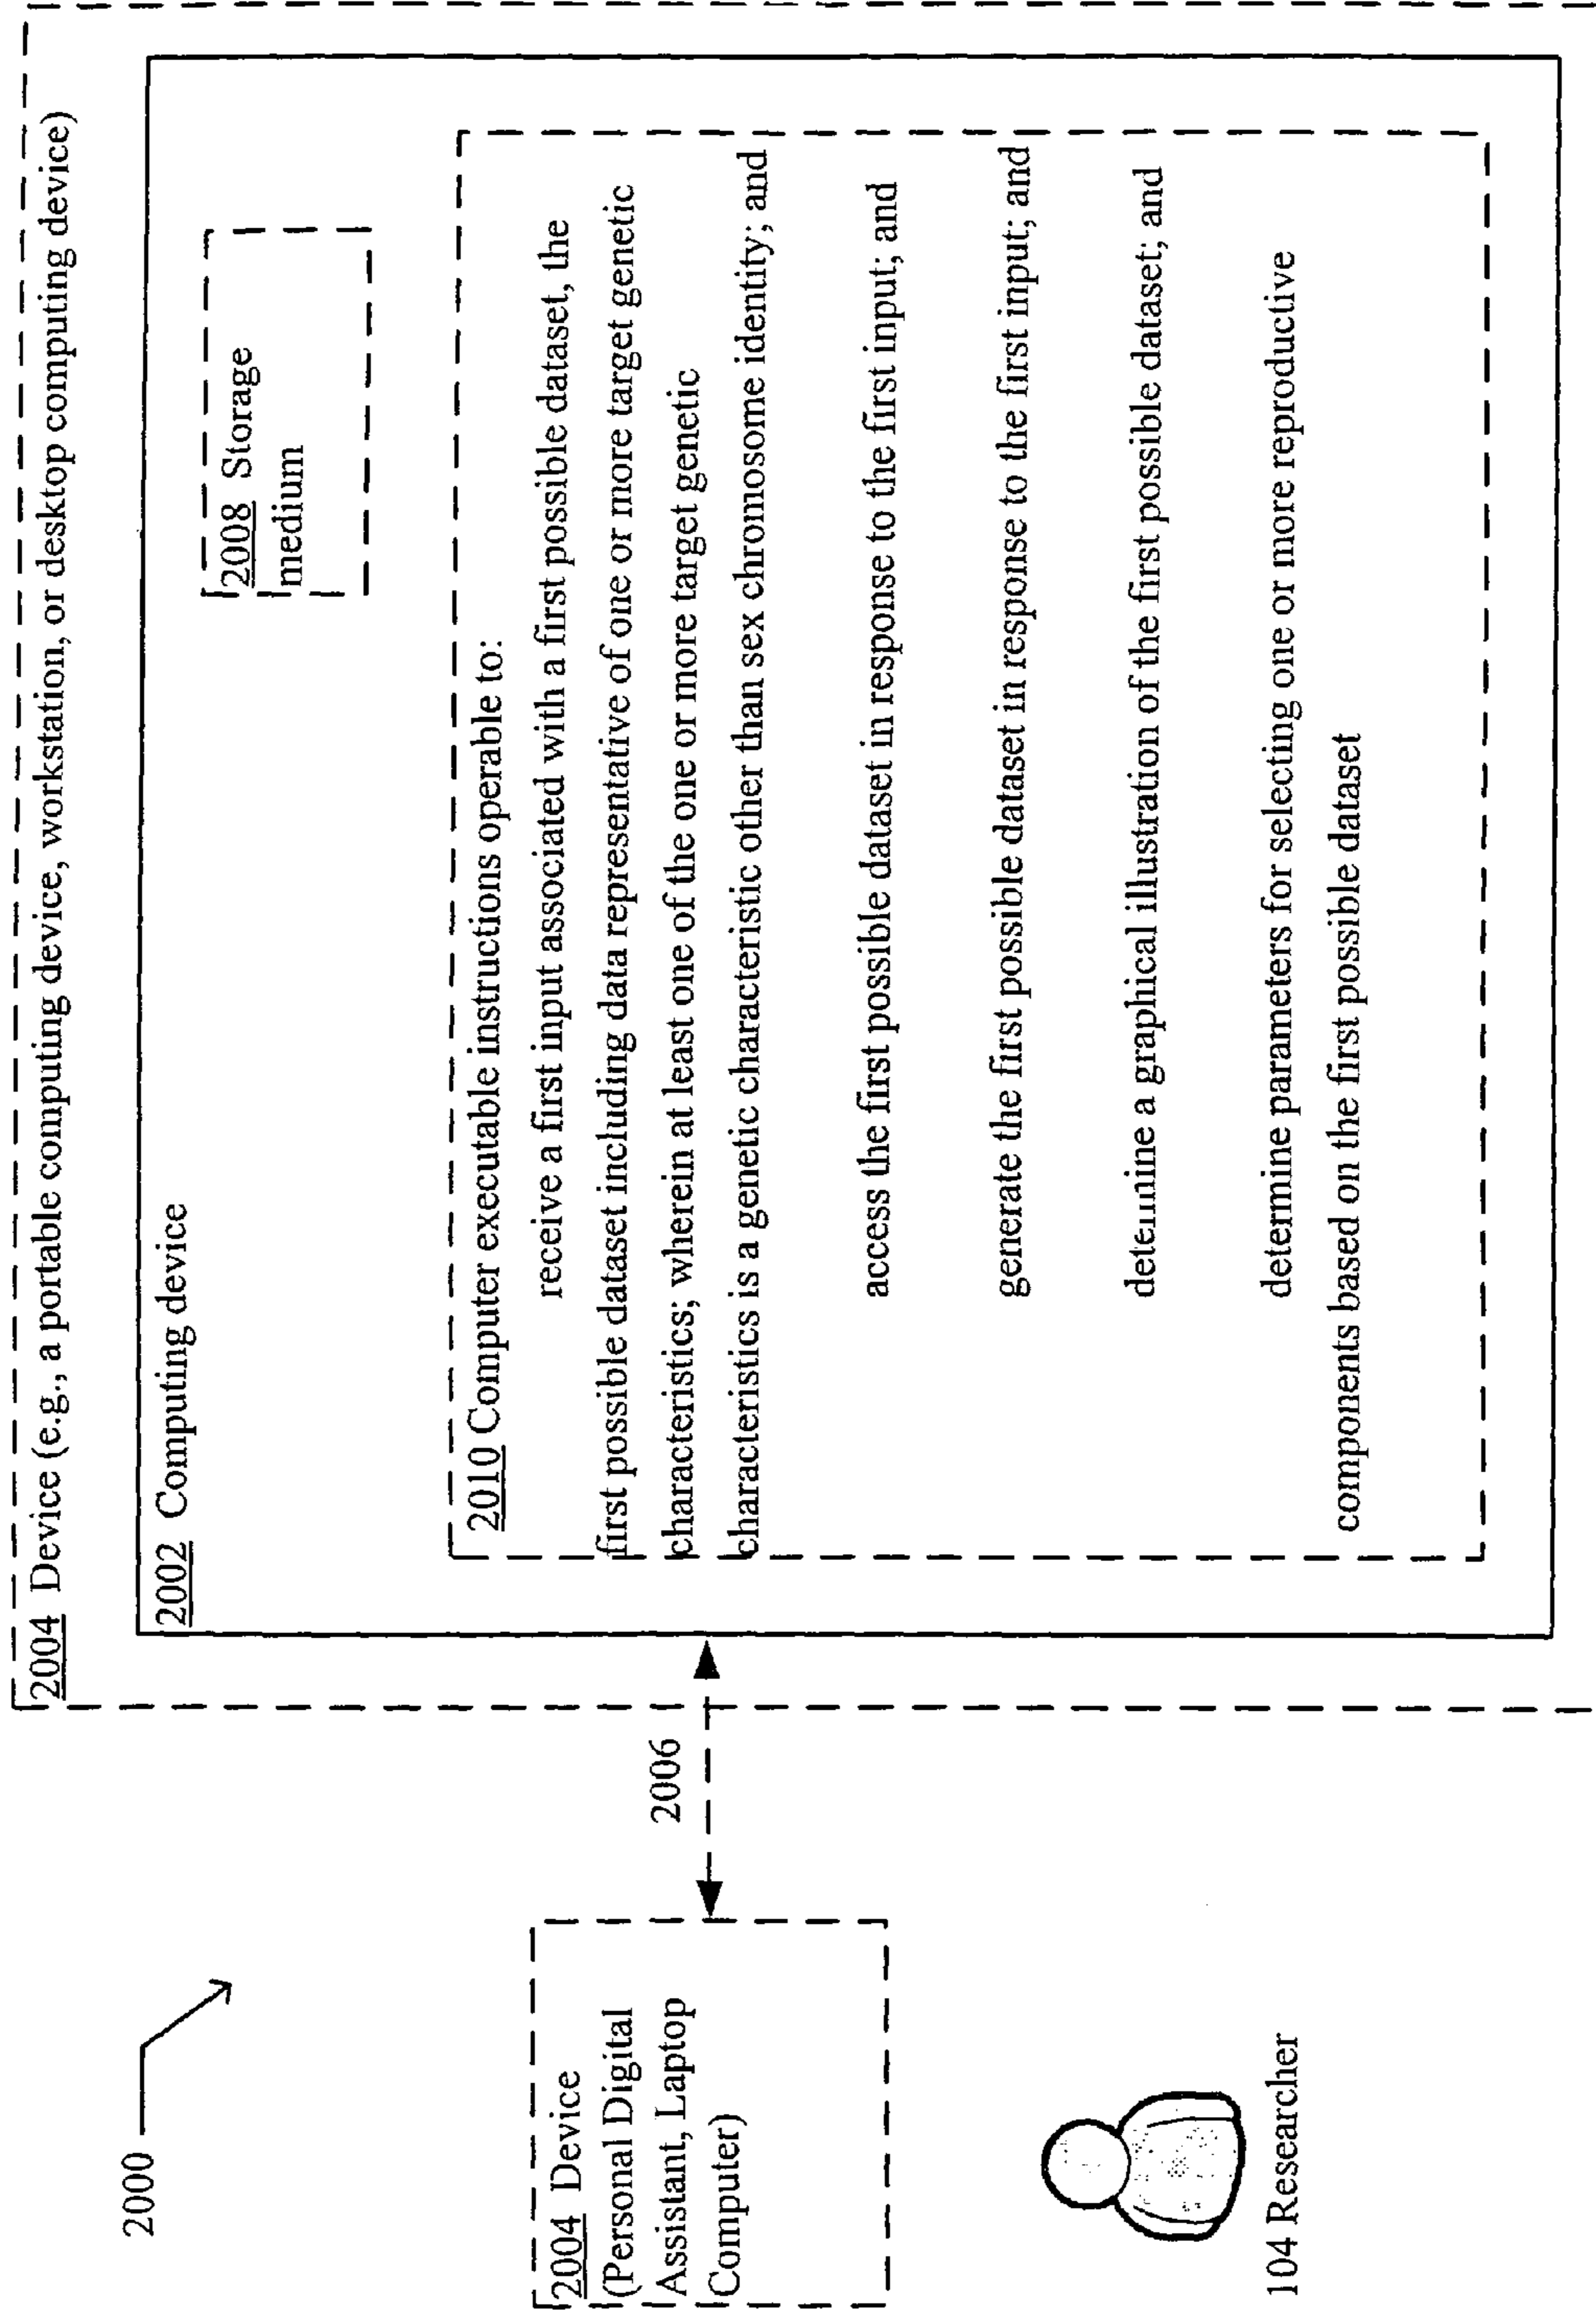 2000
2004 Device (e.g., a portable computing device, workstation, or desktop computing device)
2002 Computing device
2008 Storage
medium
2010 Computer executable instructions operable to:
receive a first input associated with a first possible dataset, the
first possible dataset including data representative of one or more target genetic
characteristics; wherein at least one of the one or more target genetic
characteristics is a genetic characteristic other than sex chromosome identity; and
access the first possible dataset in response to the first input; and
generate the first possible dataset in response to the first input; and
determine a graphical illustration of the first possible dataset; and
determine parameters for selecting one or more reproductive
components based on the first possible dataset
2006
2004 Device
(Personal Digital
Assistant, Laptop
Computer)
104 Researcher